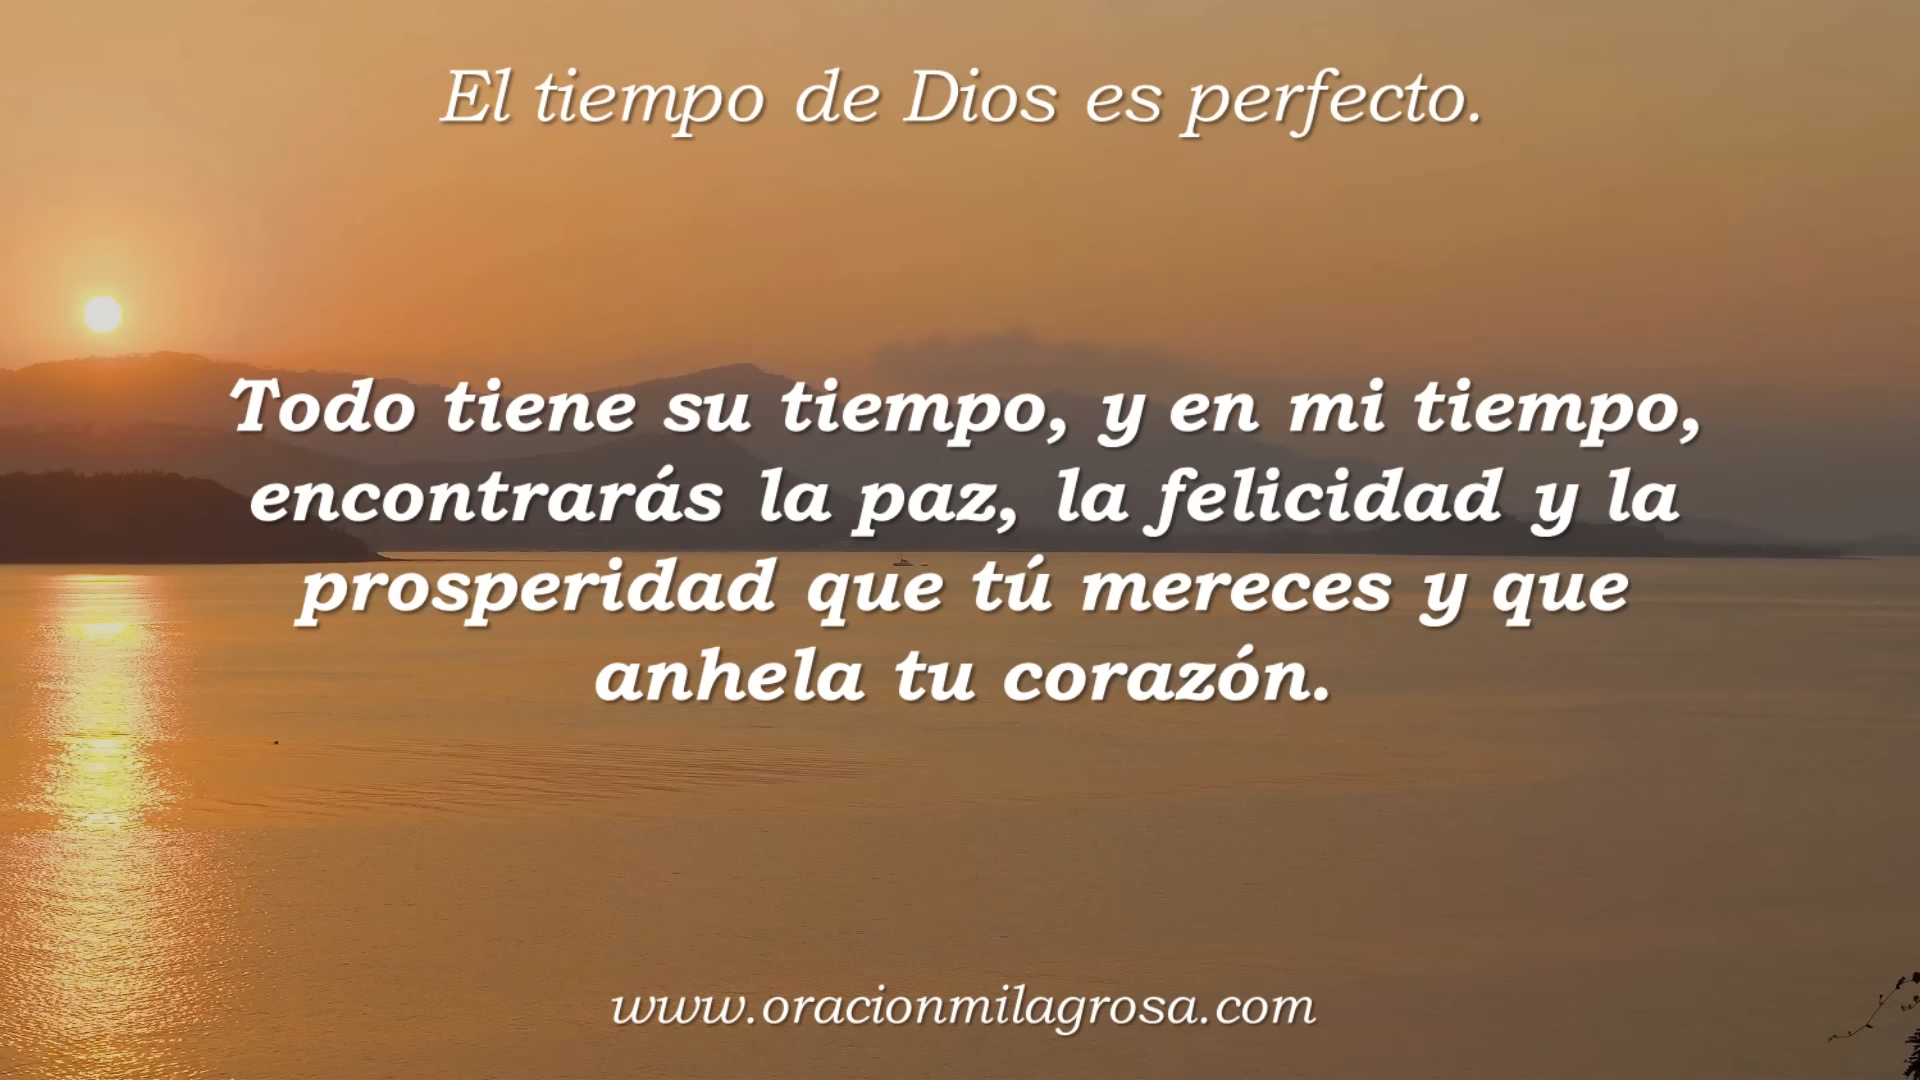 El tiempo de Dios es perfecto.
Todo tiene su tiempo, y en mi tiempo,
encontrarás la paz, la felicidad y la
prosperidad que tú mereces y que
anhela tu corazón.
www.oracionmilagrosa.com